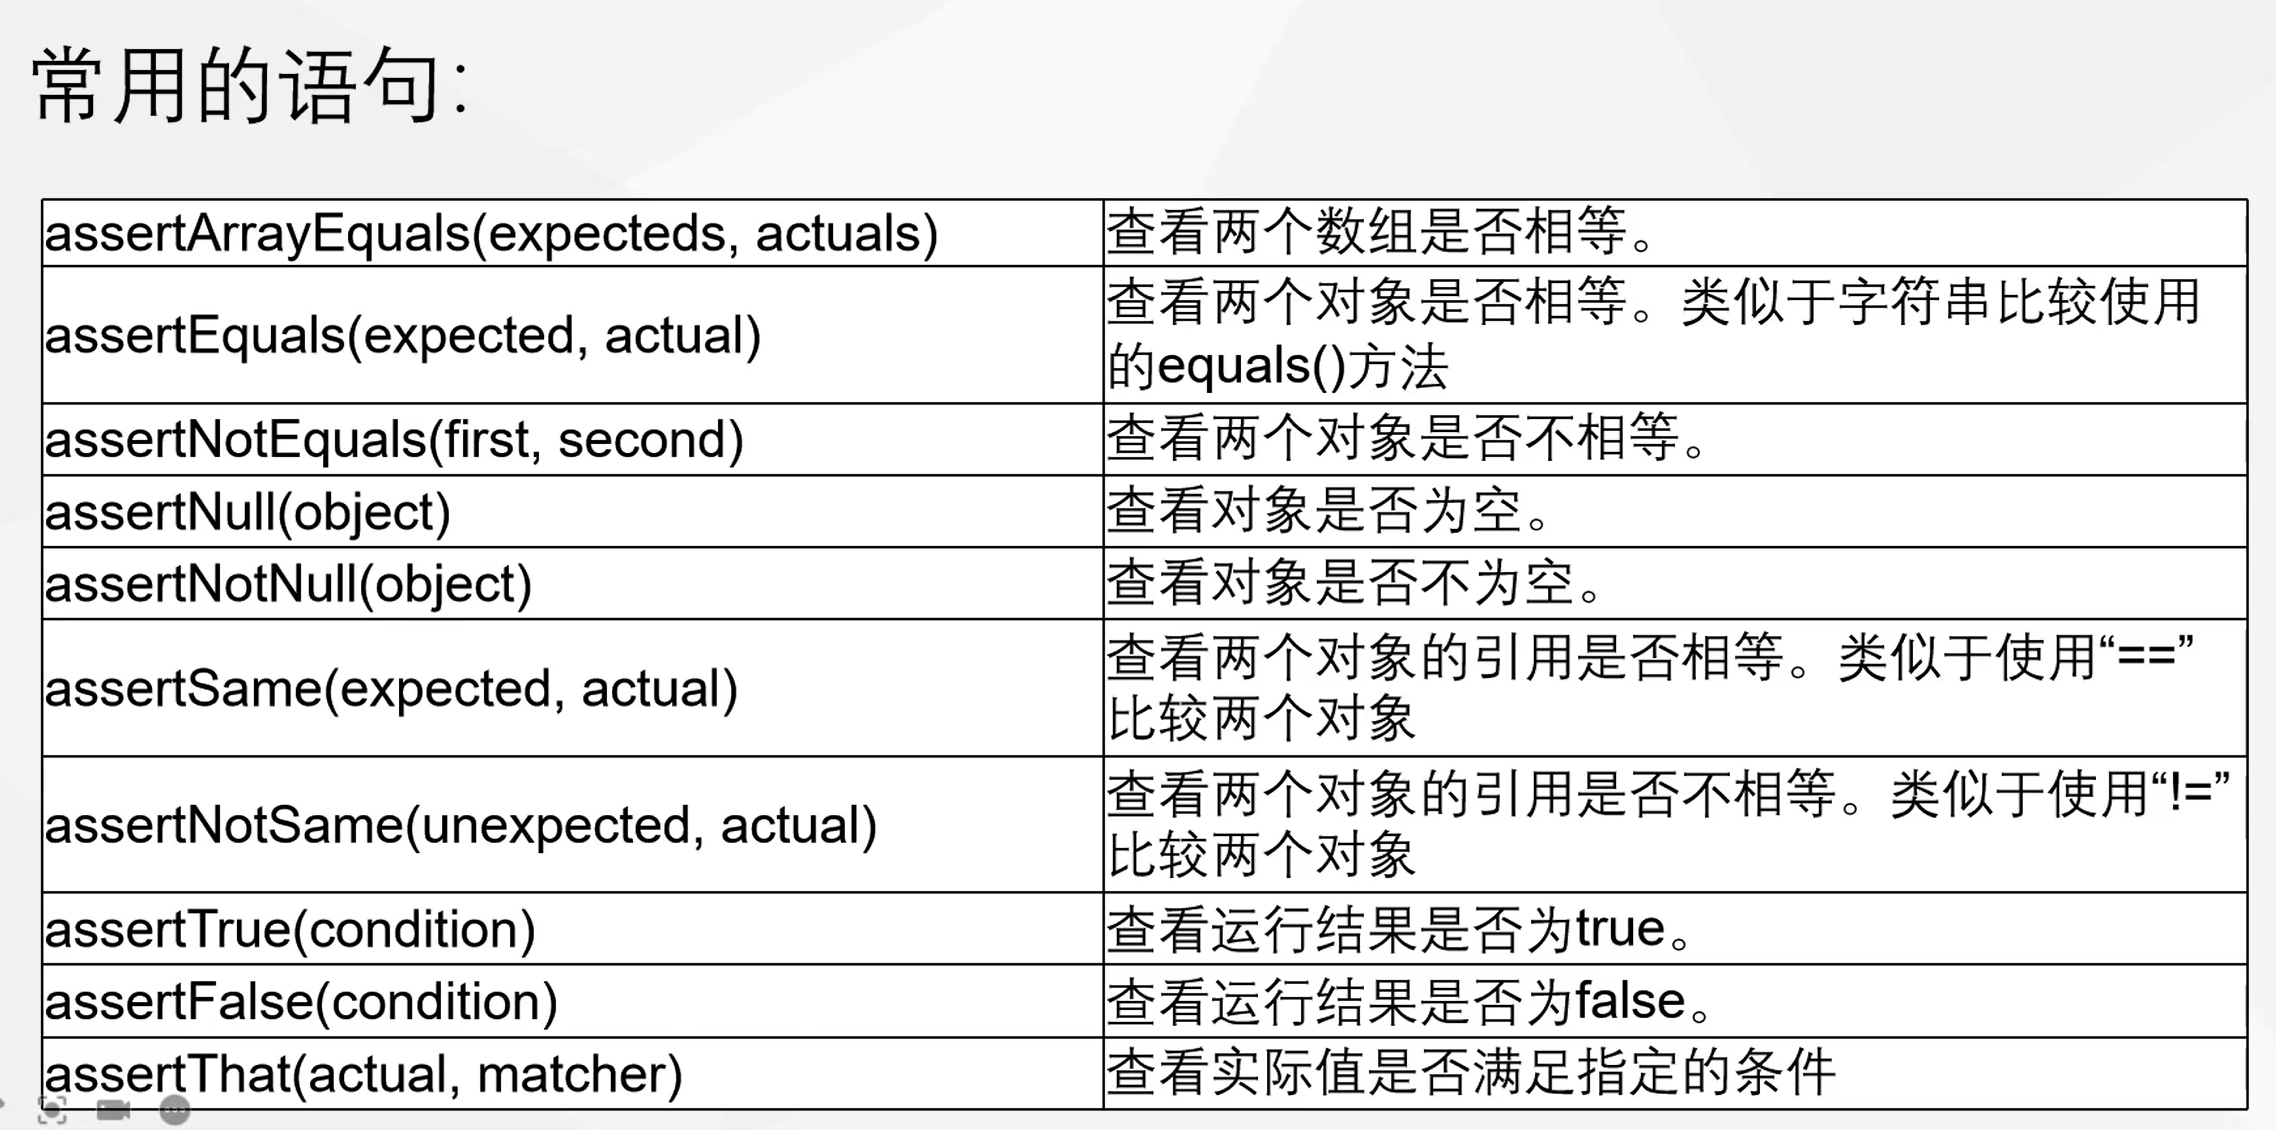 常用的语句：
assertArrayEquals(expecteds, actuals)
查看两个数组是否相等。
assertEquals(expected, actual)
查看两个对象是否相等。类似于字符串比较使用
的equals()方法
assertNotEquals(first, second)
查看两个对象是否不相等。
assertNull(object)
查看对象是否为空。
assertNotNull(object)
查看对象是否不为空。
assertSame(expected, actual)
查看两个对象的引用是否相等。类似于使用“==”
比较两个对象
assertNotSame(unexpected, actual)
查看两个对象的引用是否不相等。类似于使用“!=”
比较两个对象
assertTrue(condition)
查看运行结果是否为true。
assertFalse(condition)
查看运行结果是否为false。
assertThat(actual, matcher)
查看实际值是否满足指定的条件